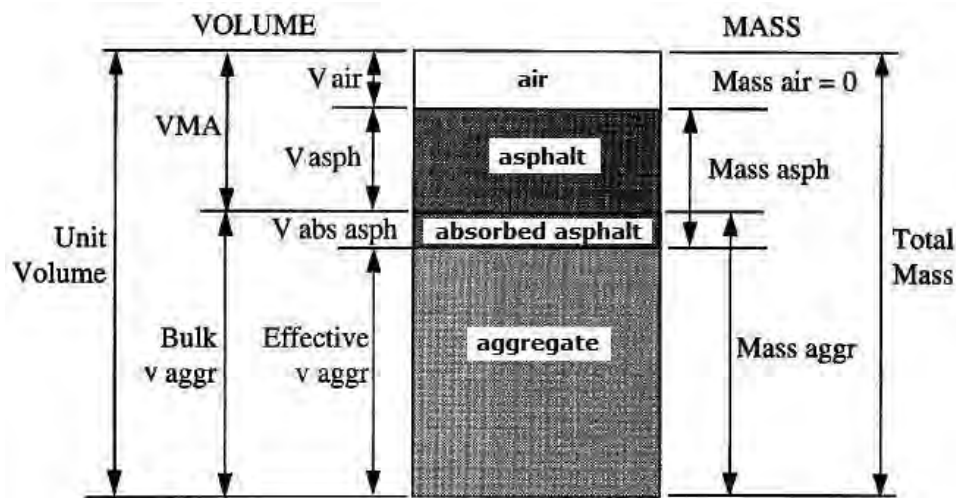 VOLUME
MASS
V air
air
Mass air = 0
VMA
V asph
asphalt
Mass asph
V abs asph
absorbed asphalt
Unit
Volume
Total
Mass
Bulk
v aggr
Effective
v aggr
aggregate
Mass aggr